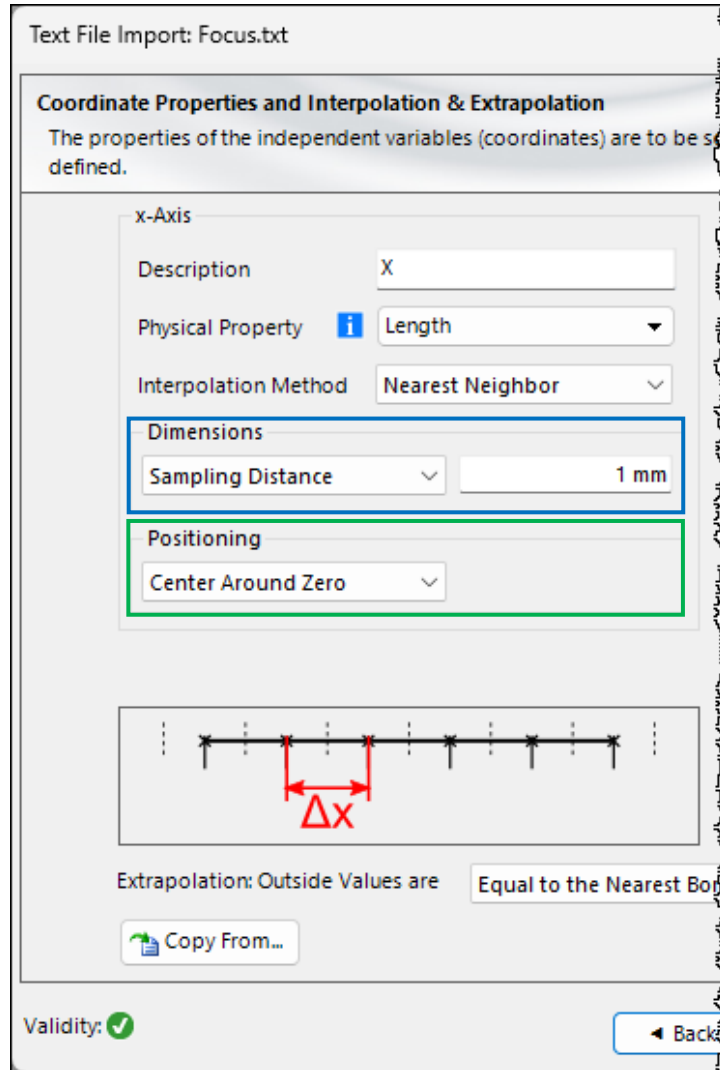 Text File Import: Focus.txt
Coordinate Properties and Interpolation & Extrapolation
The properties of the independent variables (coordinates) are to be
defined.
x-Axis
Description X
Physical Property i Length
Interpolation Method Nearest Neighbor
Dimensions
Sampling Distance 1 mm
Positioning
Center Around Zero
Δx
Extrapolation: Outside Values are Equal to the Nearest
Copy From...
Validity:
Back